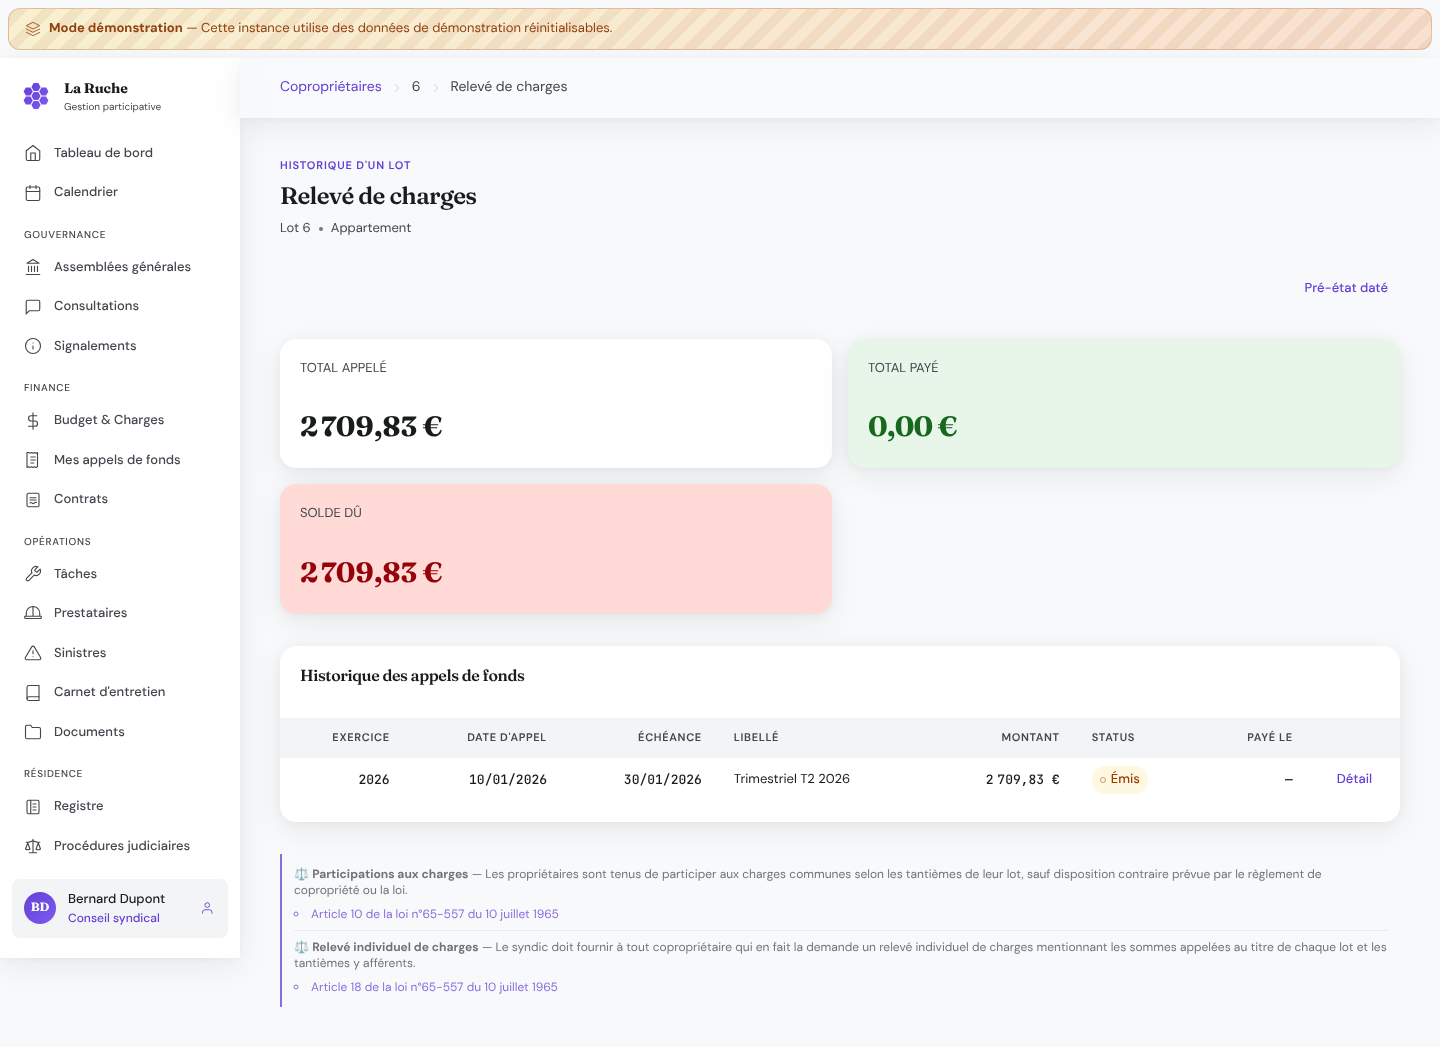 Mode démonstration — Cette instance utilise des données de démonstration réinitialisables.
La Ruche
Gestion participative
Tableau de bord
Calendrier
GOUVERNANCE
Assemblées générales
Consultations
Signalements
FINANCE
Budget & Charges
Mes appels de fonds
Contrats
OPÉRATIONS
Tâches
Prestataires
Sinistres
Carnet d'entretien
Documents
RÉSIDENCE
Registre
Procédures judiciaires
BD
Bernard Dupont
Conseil syndical
Copropriétaires > 6 > Relevé de charges
HISTORIQUE D'UN LOT
Relevé de charges
Lot 6 • Appartement
Pré-état daté
TOTAL APPELÉ
2 709,83 €
TOTAL PAYÉ
0,00 €
SOLDE DÛ
2 709,83 €
Historique des appels de fonds
EXERCICE DATE D'APPEL ÉCHÉANCE LIBELLÉ MONTANT STATUS PAYÉ LE
2026 10/01/2026 30/01/2026 Trimestriel T2 2026 2 709,83 € ○ Émis — Détail
⚖️ Participations aux charges — Les propriétaires sont tenus de participer aux charges communes selon les tantièmes de leur lot, sauf disposition contraire prévue par le règlement de
copropriété ou la loi.
Article 10 de la loi n°65-557 du 10 juillet 1965
⚖️ Relevé individuel de charges — Le syndic doit fournir à tout copropriétaire qui en fait la demande un relevé individuel de charges mentionnant les sommes appelées au titre de chaque lot et les
tantièmes y afférents.
Article 18 de la loi n°65-557 du 10 juillet 1965